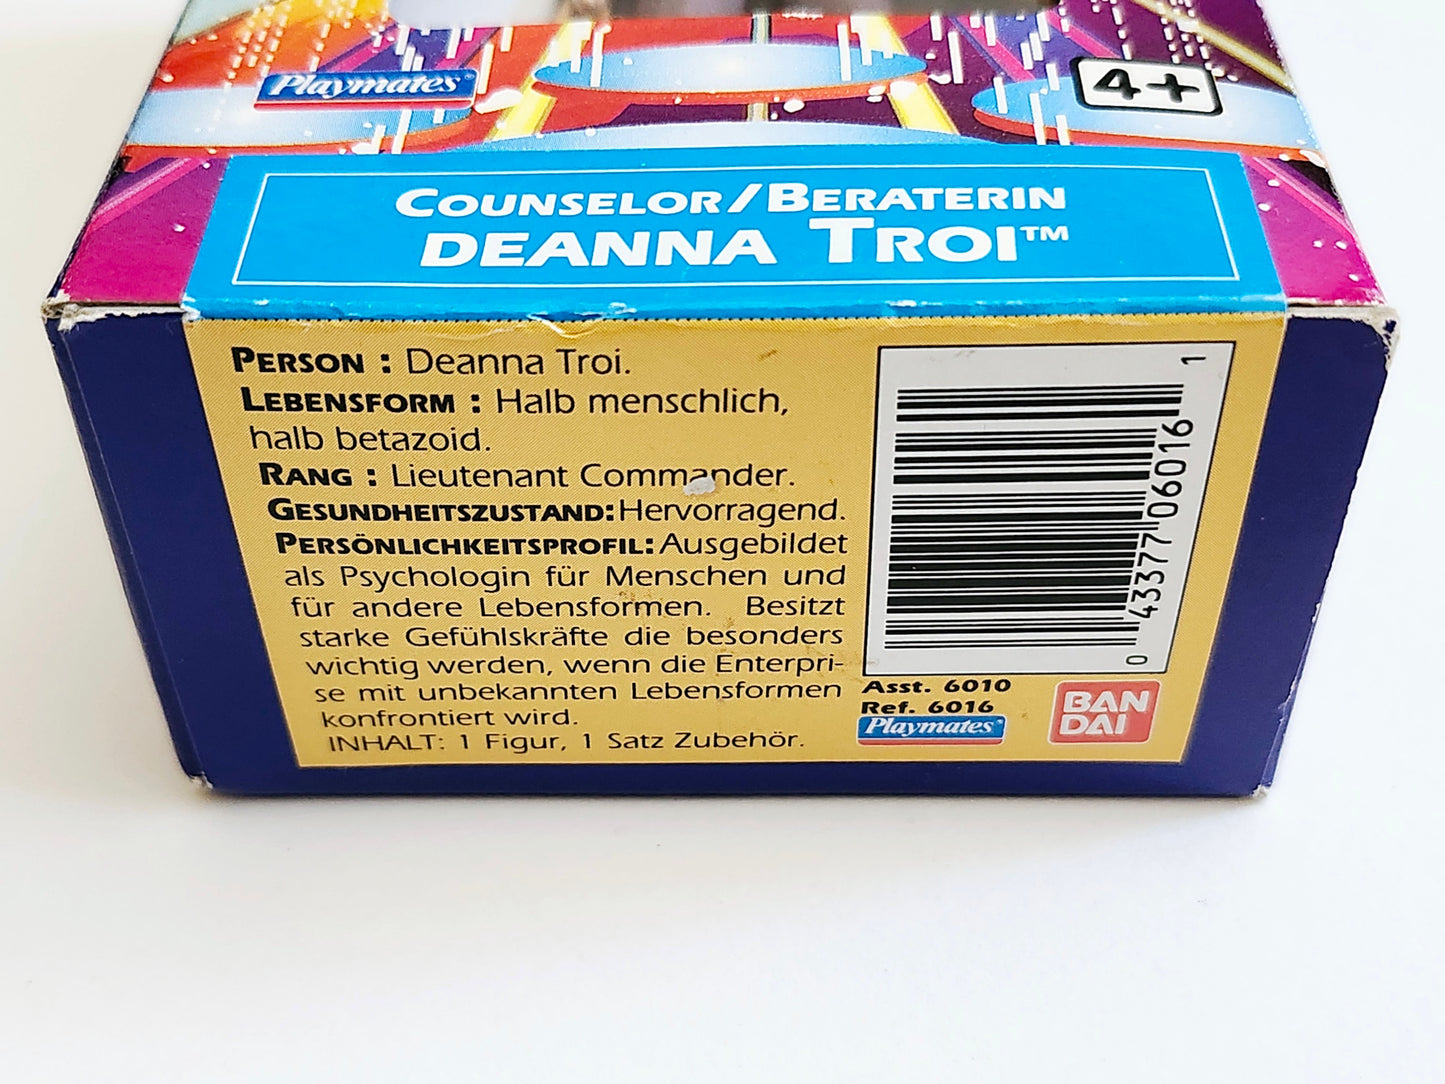 Playmates
4+
COUNSELOR/BERATERIN
DEANNA TROI™
PERSON : Deanna Troi.
LEBENSFORM : Halb menschlich,
halb betazoid.
RANG : Lieutenant Commander.
GESUNDHEITSZUSTAND: Hervorragend.
PERSÖNLICHKEITSPROFIL: Ausgebildet
als Psychologin für Menschen und
für andere Lebensformen. Besitzt
starke Gefühlskräfte die besonders
wichtig werden, wenn die Enterpri-
se mit unbekannten Lebensformen
konfrontiert wird.
INHALT: 1 Figur, 1 Satz Zubehör.
0 43377 06016 1
Asst. 6010
Ref. 6016
Playmates
BAN
DAI